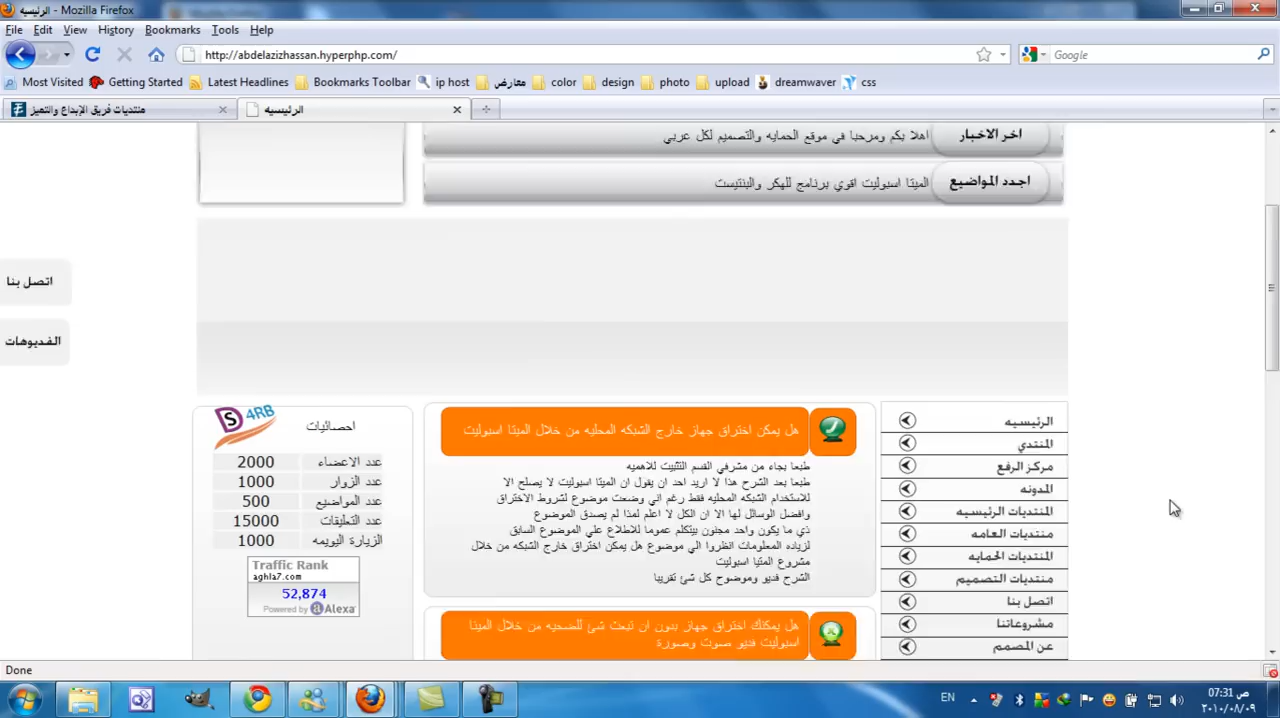 الرئيسيه - Mozilla Firefox
File Edit View History Bookmarks Tools Help
http://abdelazizhassan.hyperphp.com/
Google
Most Visited Getting Started Latest Headlines Bookmarks Toolbar ip host معارض color design photo upload dreamwaver css
منتديات فريق الإبداع والتميز
الرئيسيه
اخر الاخبار
اهلا بكم ومرحبا في موقع الحمايه والتصميم لكل عربي
اجدد المواضيع
الميتا اسبوليت اقوي برنامج للهكر والبنتيست
اتصل بنا
الفديوهات
الرئيسيه
المنتدي
مركز الرفع
المدونه
المنتديات الرئيسيه
منتديات العامه
المنتديات الحمايه
منتديات التصميم
اتصل بنا
مشروعاتنا
عن المصمم
هل يمكن اختراق جهاز خارج الشبكه المحليه من خلال الميتا اسبوليت
طبعا بجاء من مشرفي القسم التثبيت للاهميه
طبعا بعد الشرح هذا لا اريد احد ان يقول ان الميتا اسبوليت لا يصلح الا
للاستخدام الشبكه المحليه فقط رغم اني وضعت موضوع لشروط الاختراق
وافضل الوسائل لها الا ان الكل لا اعلم لماذا لم يصدق الموضوع
ذي ما يكون واحد مجنون بيتكلم عموما للاطلاع علي الموضوع السابق
لزياده المعلومات انظروا الي موضوع هل يمكن اختراق خارج الشبكه من خلال
مشروع المتيا اسبوليت
الشرح فديو وموضوح كل شئ تقريبا
هل يمكنك اختراق جهاز بدون ان تبعث شئ للضحيه من خلال الميتا
اسبوليت فديو صوت وصورة
DS 4RB
احصائيات
عدد الاعضاء 2000
عدد الزوار 1000
عدد المواضيع 500
عدد التعليقات 15000
الزيارة اليوميه 1000
Traffic Rank
aghla7.com
52,874
Powered by Alexa
Done
EN
07:31 ص
٢٠١٠/٠٨/٠٩